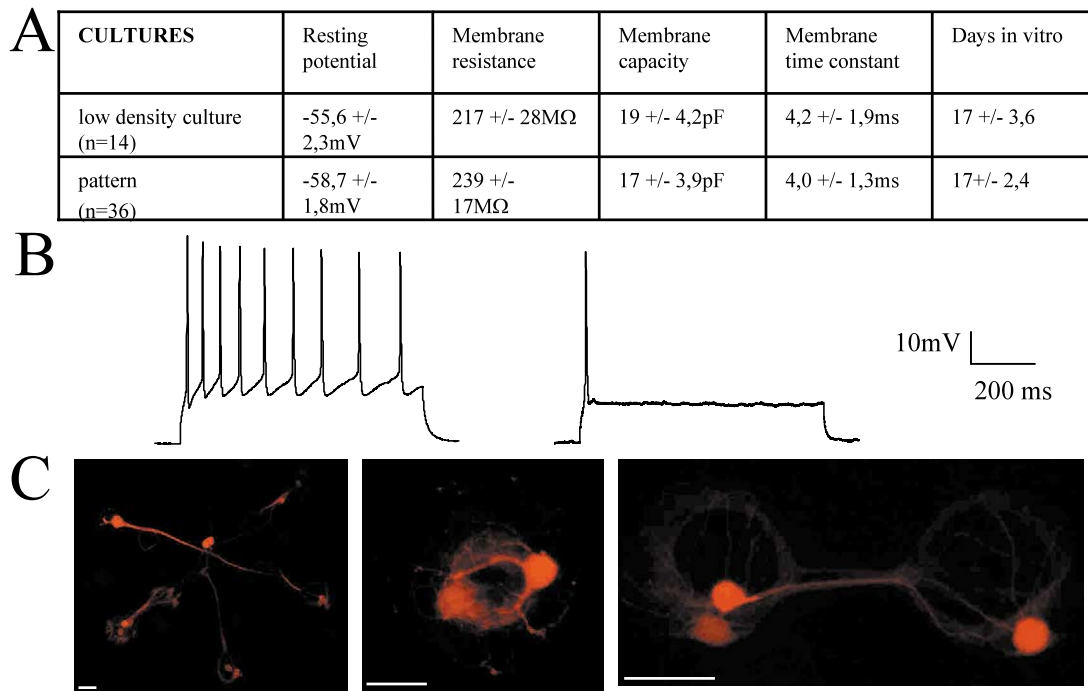 A
CULTURES
Resting
potential
Membrane
resistance
Membrane
capacity
Membrane
time constant
Days in vitro
low density culture
(n=14)
-55,6 +/-
2,3mV
217 +/- 28MΩ
19 +/- 4,2pF
4,2 +/- 1,9ms
17 +/- 3,6
pattern
(n=36)
-58,7 +/-
1,8mV
239 +/-
17MΩ
17 +/- 3,9pF
4,0 +/- 1,3ms
17+/- 2,4
B
10mV
200 ms
C